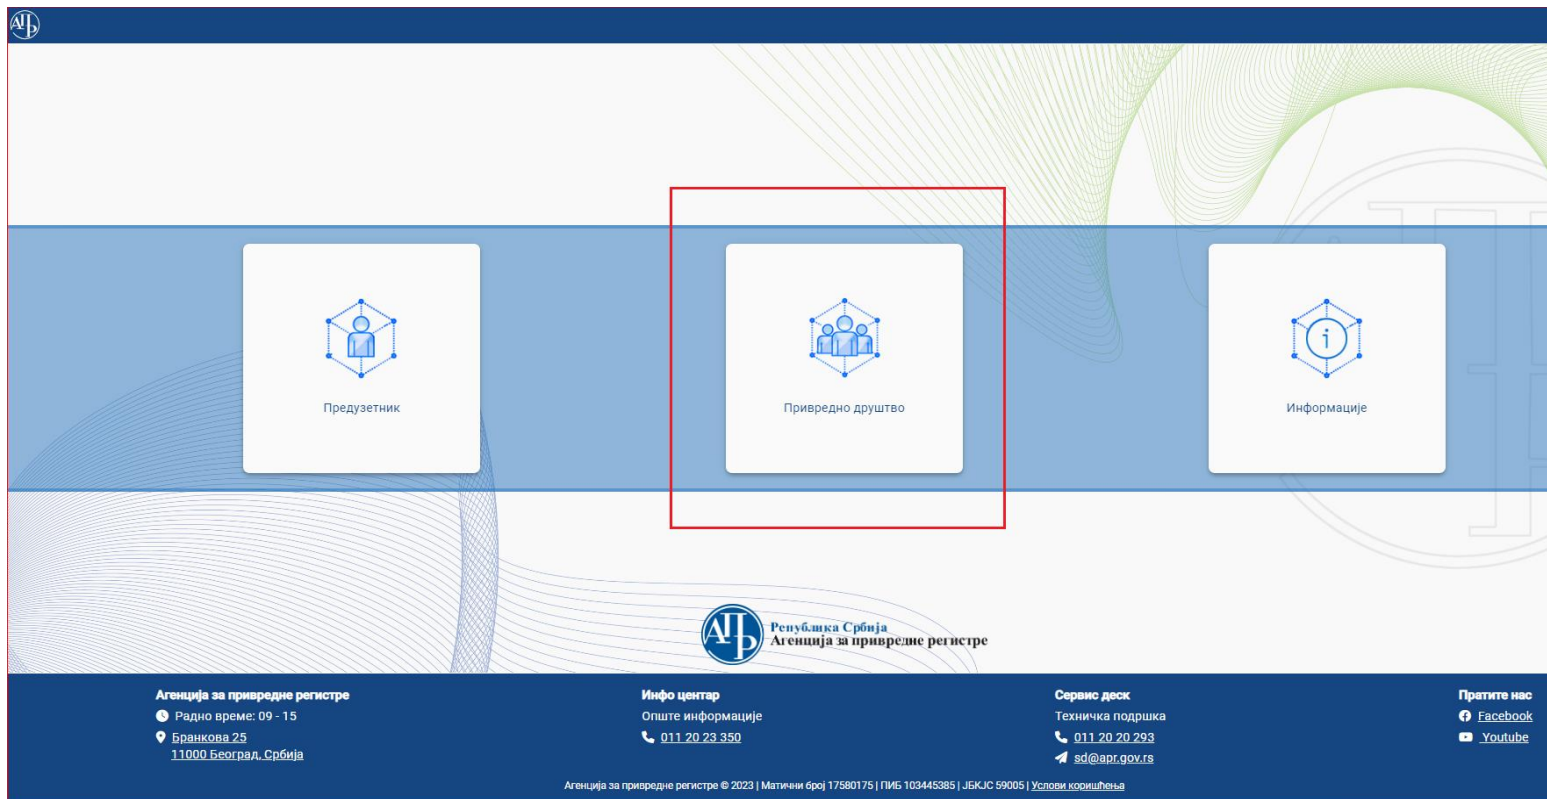 АПР
Предузетник
Привредно друштво
Информације
АПР
Република Србија
Агенција за привредне регистре
Агенција за привредне регистре
Радно време: 09 - 15
Бранкова 25
11000 Београд, Србија
Инфо центар
Опште информације
011 20 23 350
Сервис деск
Техничка подршка
011 20 20 293
sd@apr.gov.rs
Пратите нас
Facebook
Youtube
Агенција за привредне регистре © 2023 | Матични број 17580175 | ПИБ 103445385 | ЈБКЈС 59005 | Услови коришћења